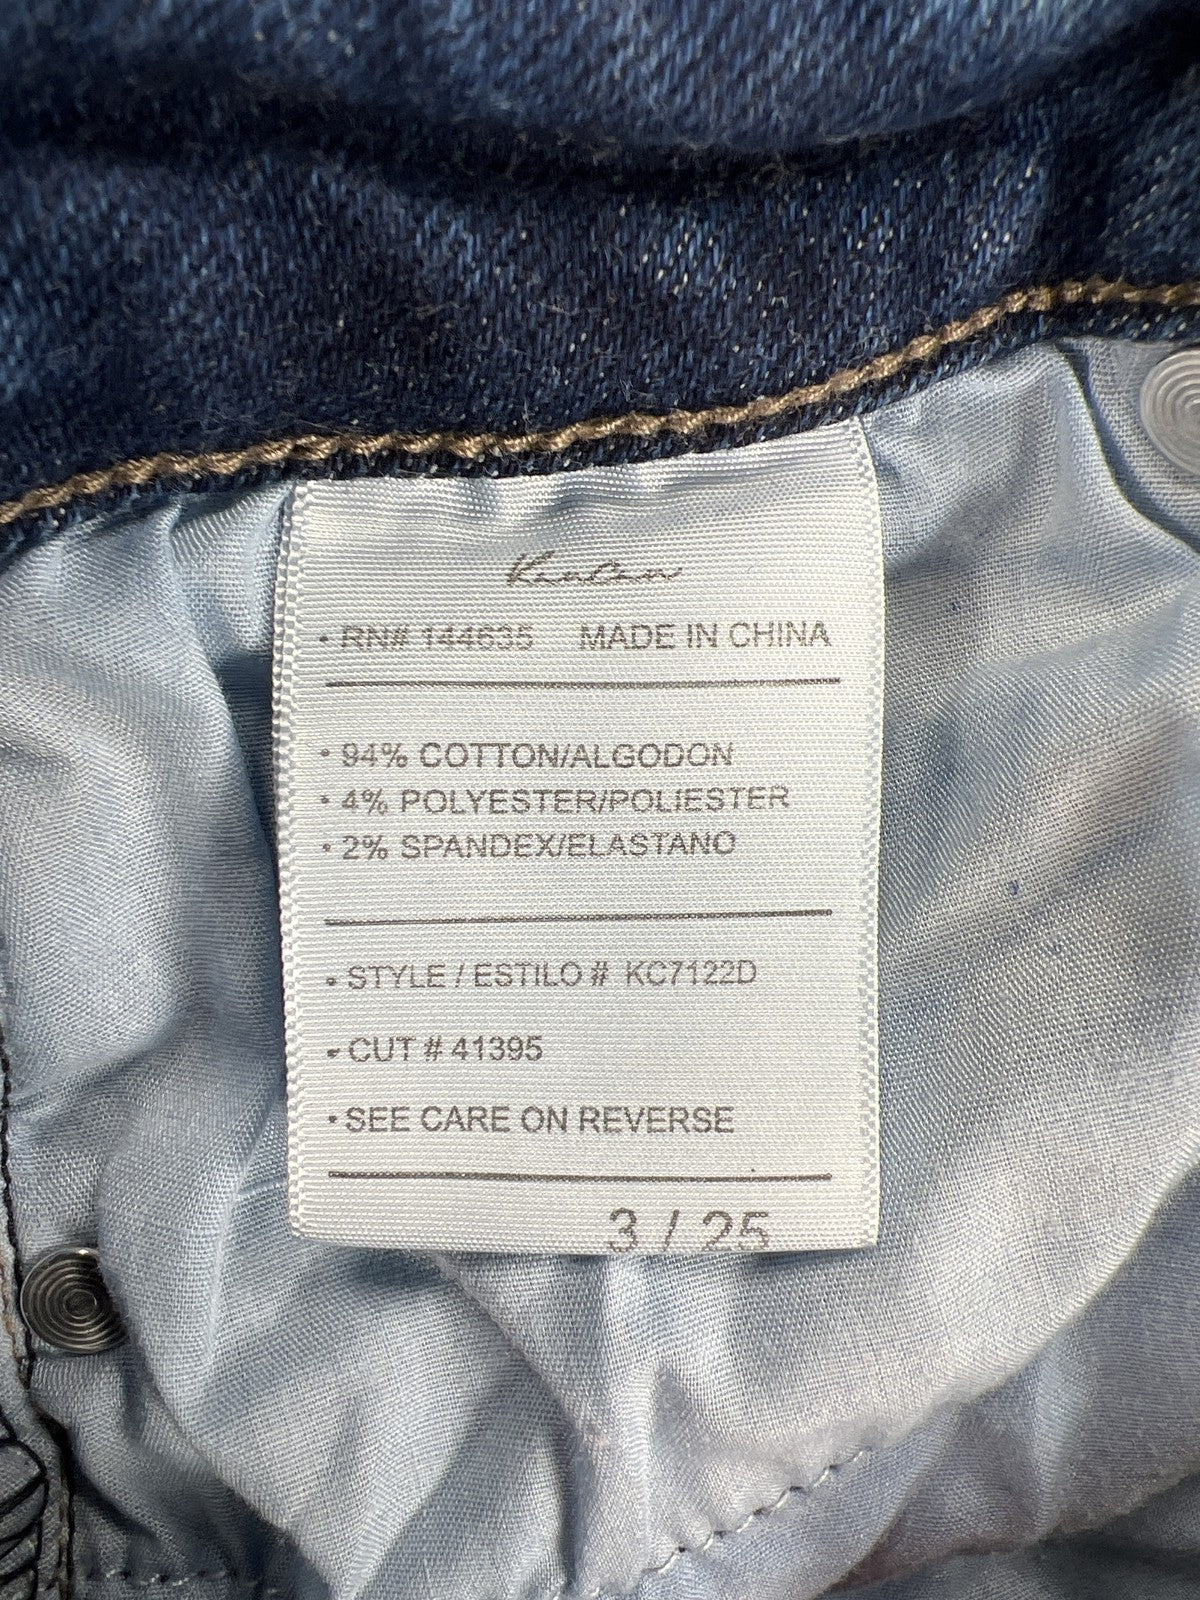 KanCan
• RN# 144635 MADE IN CHINA
• 94% COTTON/ALGODON
• 4% POLYESTER/POLIESTER
• 2% SPANDEX/ELASTANO
• STYLE / ESTILO # KC7122D
• CUT # 41395
• SEE CARE ON REVERSE
3 / 25